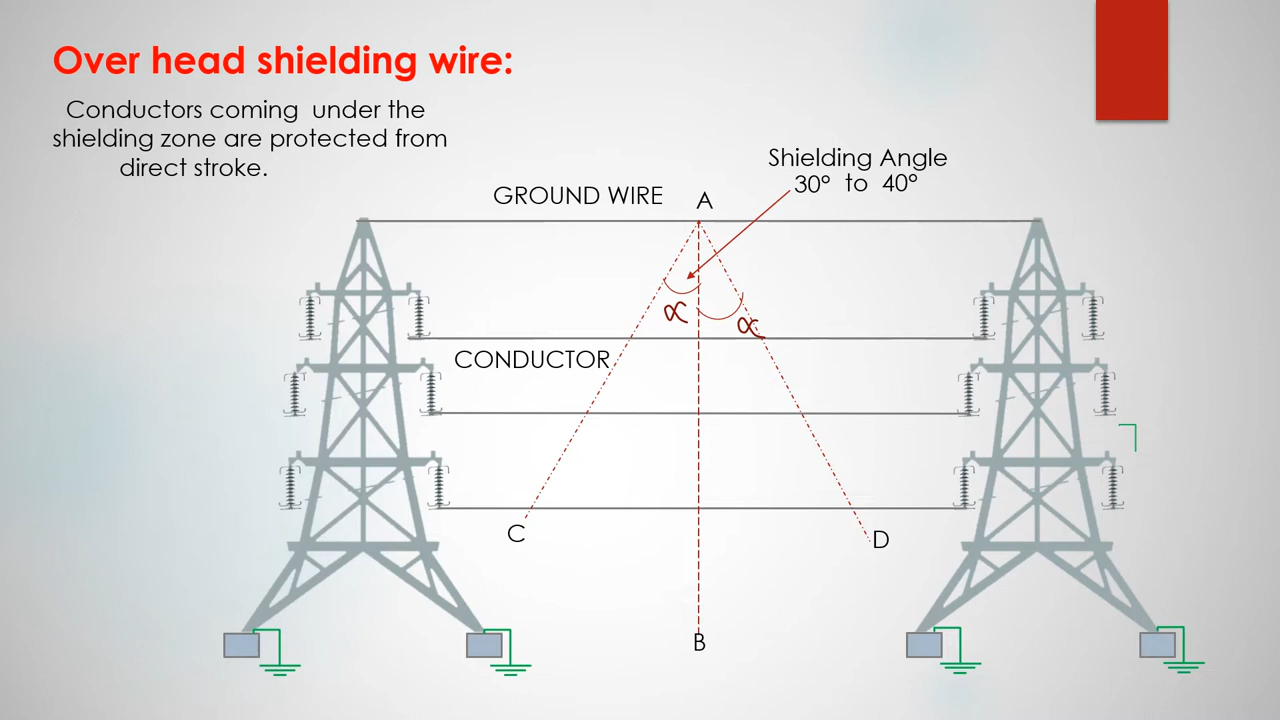 Over head shielding wire:
Conductors coming under the
shielding zone are protected from
direct stroke.
Shielding Angle
30° to 40°
GROUND WIRE
A
α
α
CONDUCTOR
C
D
B